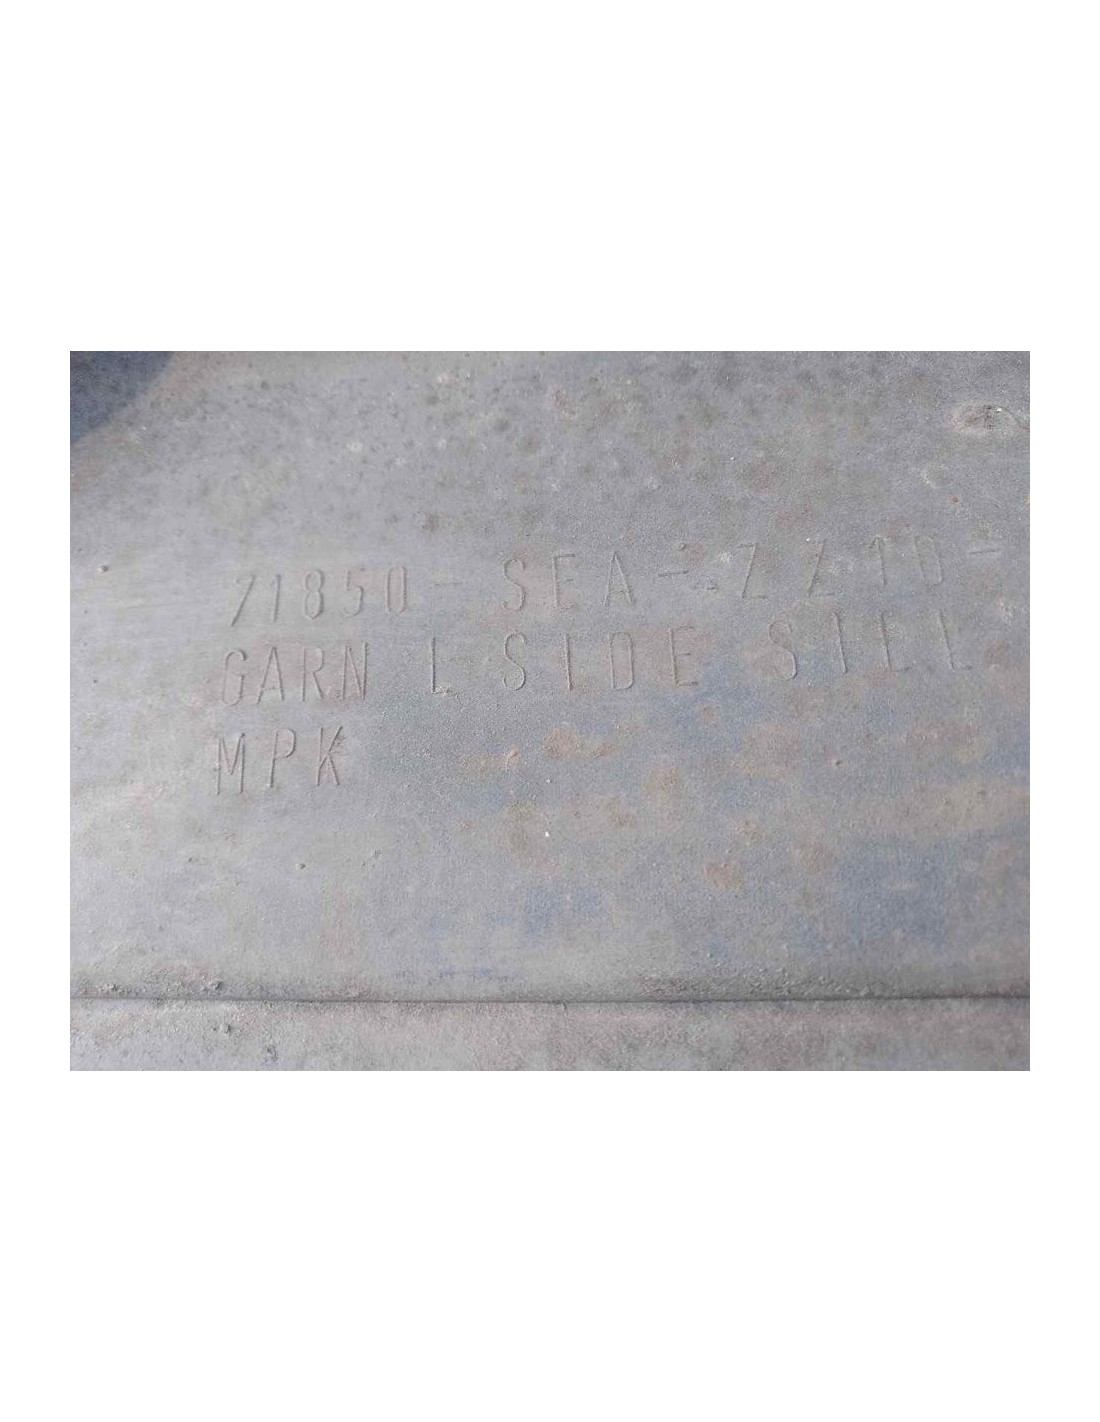 71850-SEA-ZZ10-
GARN L SIDE SILL
MPK